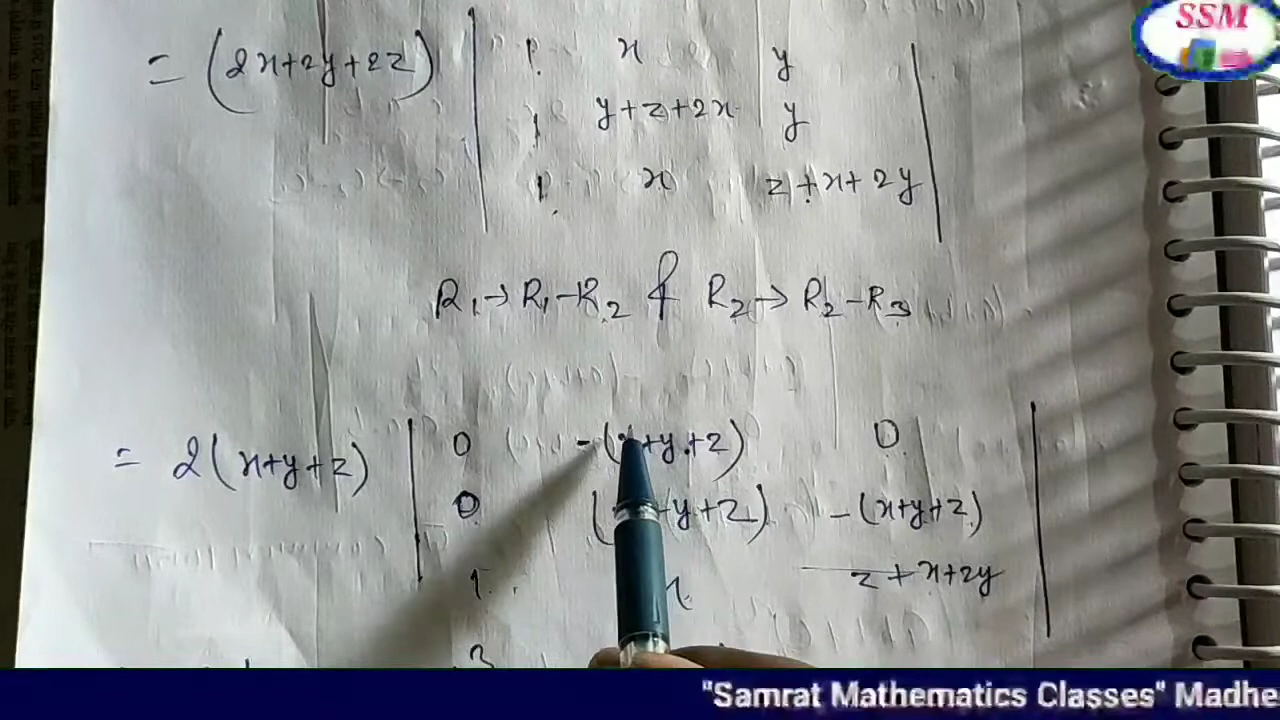 SSM
= (2x+2y+2z) | 1 x y |
| 1 y+z+2x y |
| 1 x z+x+2y |
R₁→R₁-R₂ & R₂→R₂-R₃
= 2(x+y+z) | 0 -(x+y+z) 0 |
| 0 (x+y+z) -(x+y+z) |
| 1 x z+x+2y |
3
"Samrat Mathematics Classes" Madhe